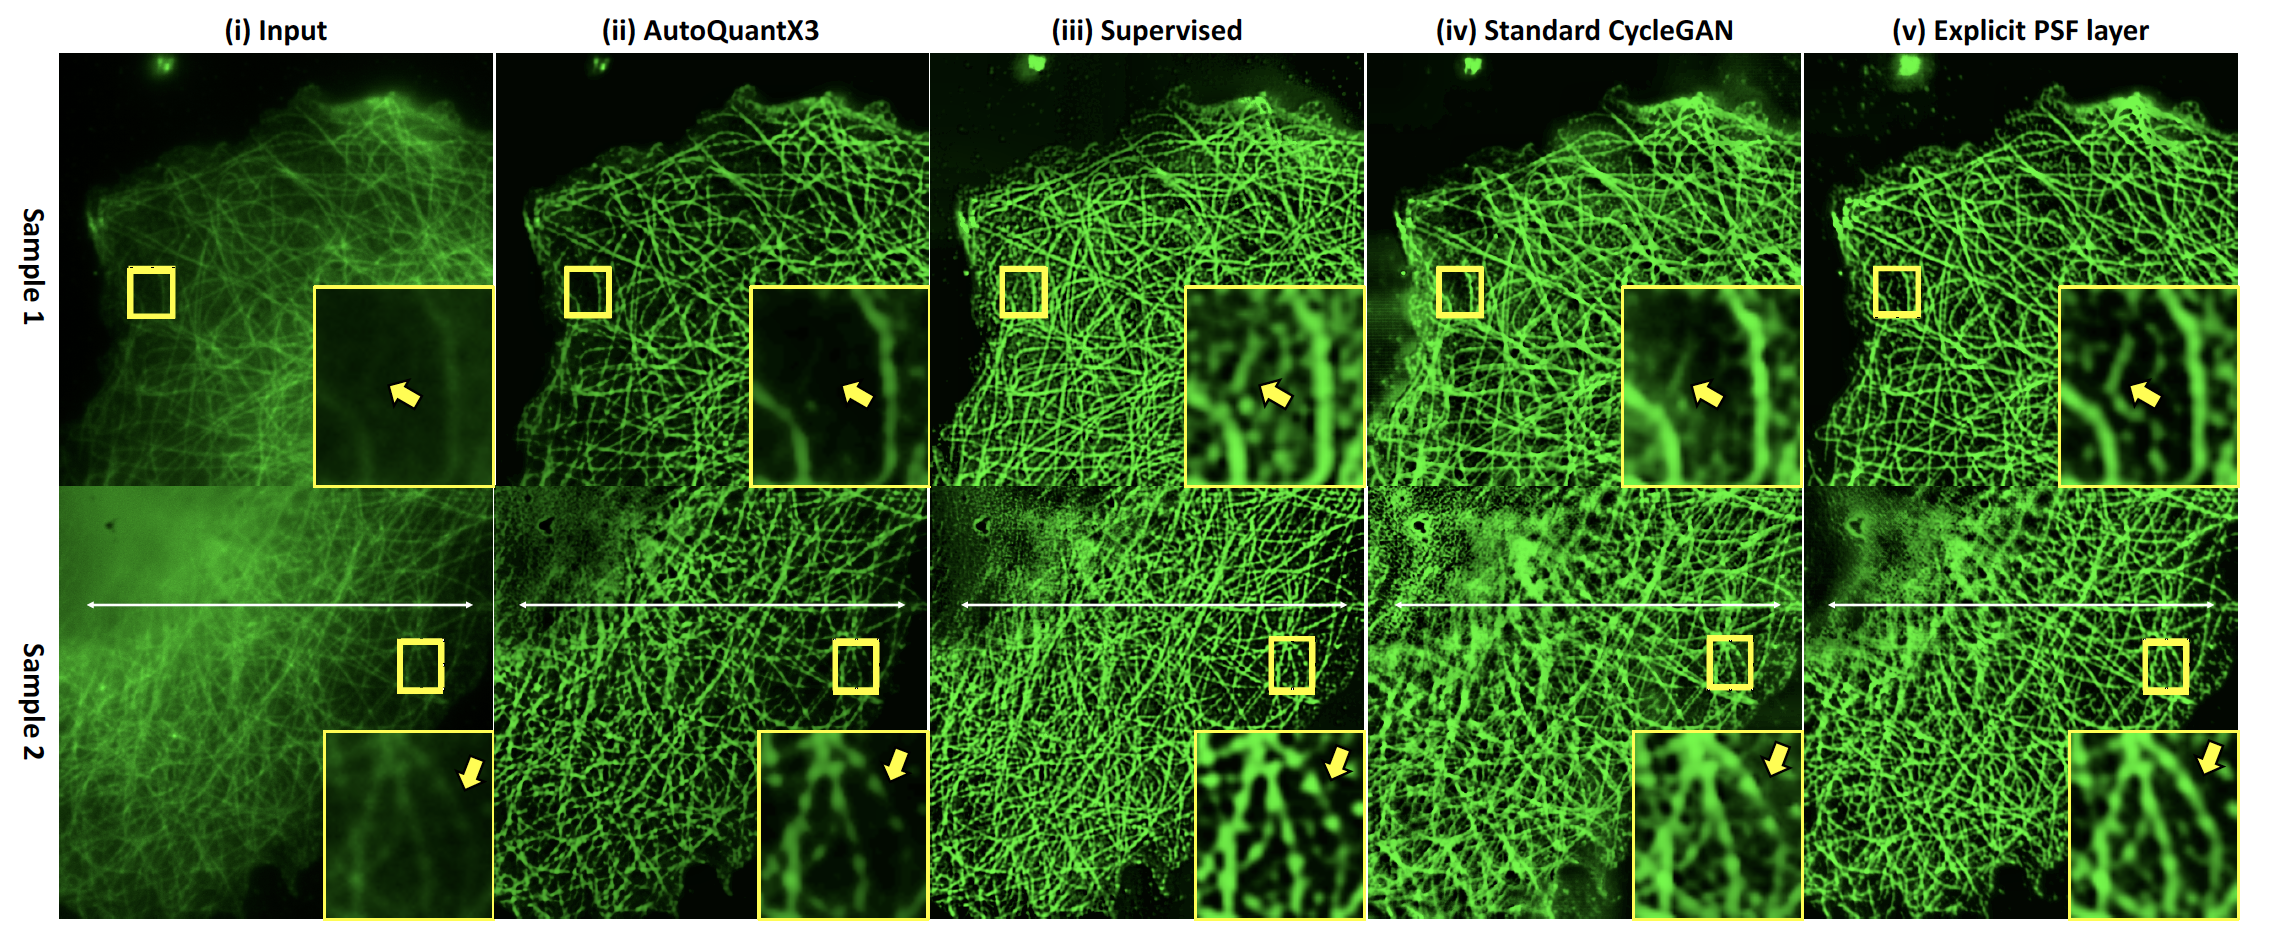 (i) Input
(ii) AutoQuantX3
(iii) Supervised
(iv) Standard CycleGAN
(v) Explicit PSF layer
Sample 1
Sample 2